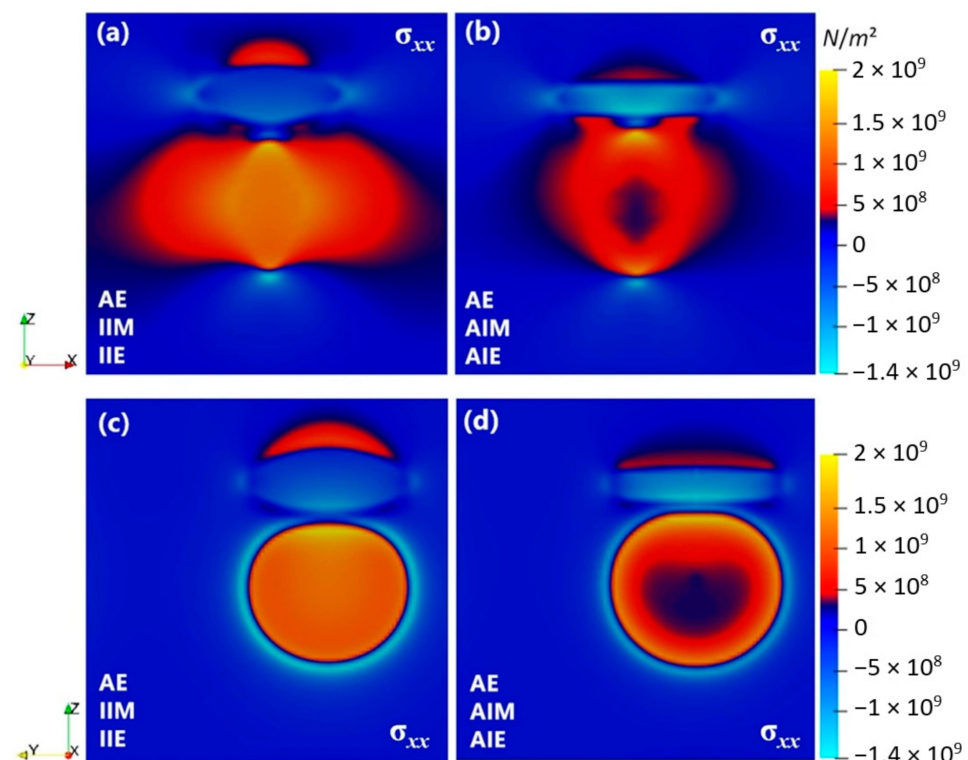 (a) σxx (b) σxx N/m²
2 × 10⁹
1.5 × 10⁹
1 × 10⁹
5 × 10⁸
0
−5 × 10⁸
−1 × 10⁹
−1.4 × 10⁹
AE
IIM
IIE
AE
AIM
AIE
Z
Y X
(c) (d)
2 × 10⁹
1.5 × 10⁹
1 × 10⁹
5 × 10⁸
0
−5 × 10⁸
−1 × 10⁹
−1.4 × 10⁹
AE
IIM
IIE
σxx
AE
AIM
AIE
σxx
Z
Y X